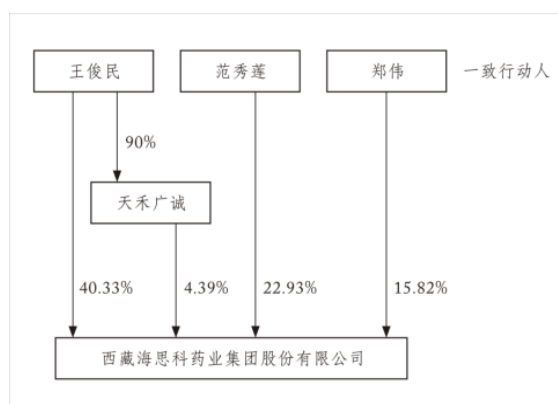 王俊民
范秀莲
郑伟
一致行动人
90%
天禾广诚
40.33%
4.39%
22.93%
15.82%
西藏海思科药业集团股份有限公司